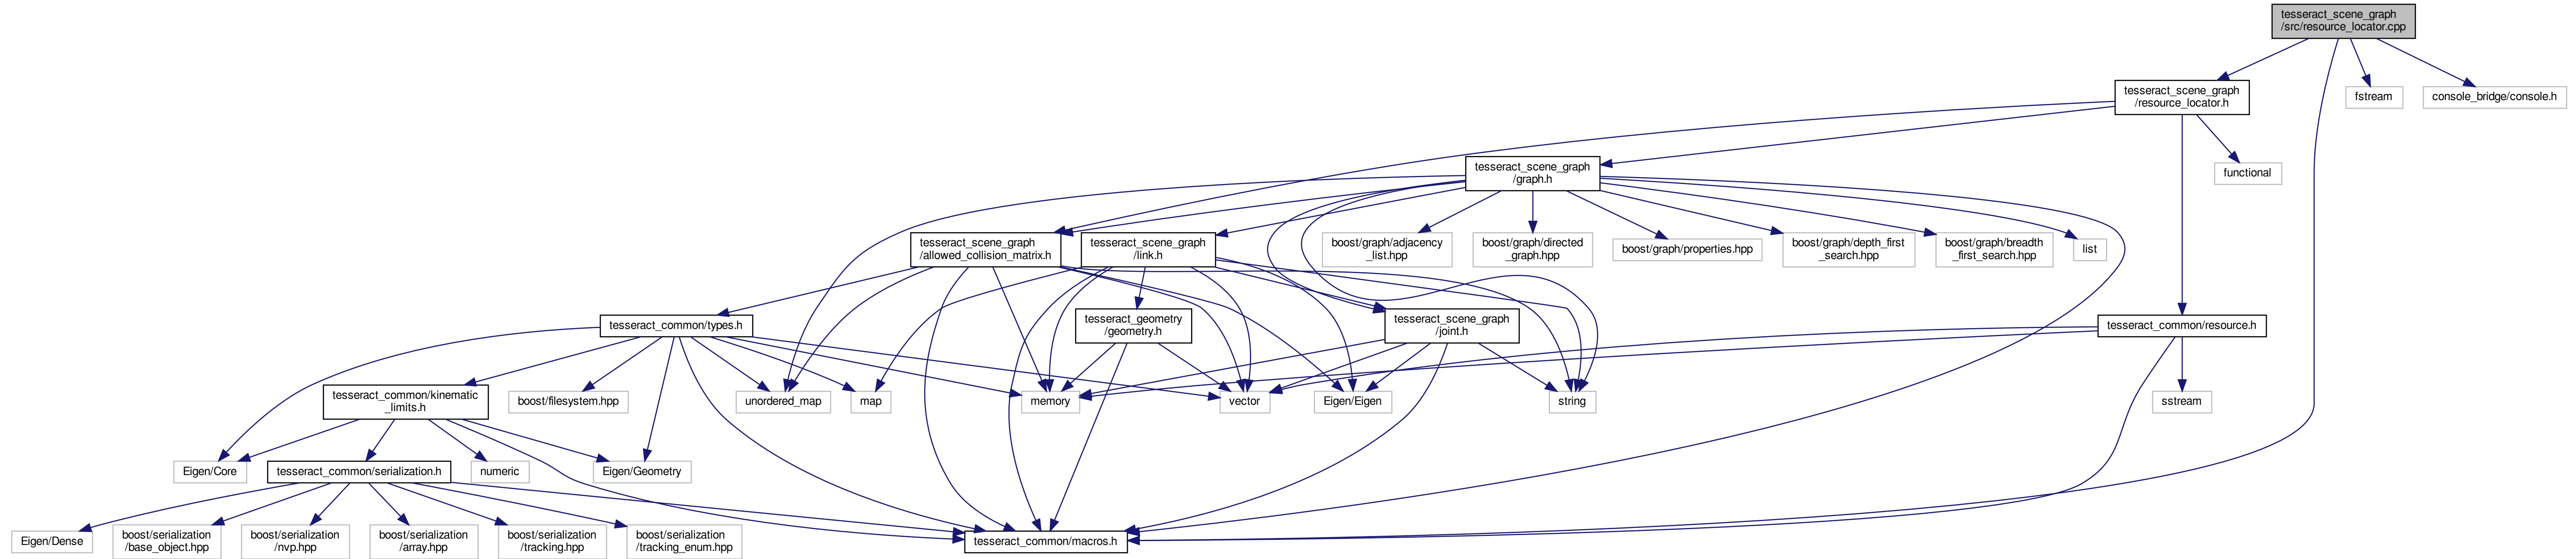 tesseract_scene_graph
/src/resource_locator.cpp
tesseract_scene_graph
/resource_locator.h
fstream
console_bridge/console.h
tesseract_scene_graph
/graph.h
functional
tesseract_scene_graph
/allowed_collision_matrix.h
tesseract_scene_graph
/link.h
boost/graph/adjacency
_list.hpp
boost/graph/directed
_graph.hpp
boost/graph/properties.hpp
boost/graph/depth_first
_search.hpp
boost/graph/breadth
_first_search.hpp
list
tesseract_common/types.h
tesseract_geometry
/geometry.h
tesseract_scene_graph
/joint.h
tesseract_common/resource.h
tesseract_common/kinematic
_limits.h
boost/filesystem.hpp
unordered_map
map
memory
vector
Eigen/Eigen
string
sstream
Eigen/Core
tesseract_common/serialization.h
numeric
Eigen/Geometry
Eigen/Dense
boost/serialization
/base_object.hpp
boost/serialization
/nvp.hpp
boost/serialization
/array.hpp
boost/serialization
/tracking.hpp
boost/serialization
/tracking_enum.hpp
tesseract_common/macros.h